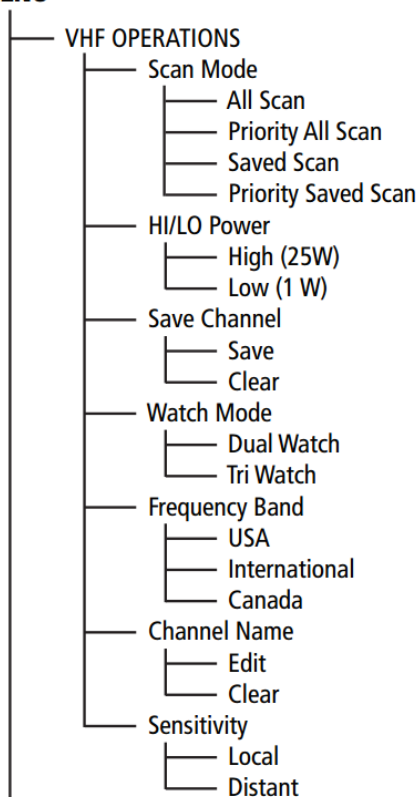 VHF OPERATIONS
Scan Mode
All Scan
Priority All Scan
Saved Scan
Priority Saved Scan
HI/LO Power
High (25W)
Low (1 W)
Save Channel
Save
Clear
Watch Mode
Dual Watch
Tri Watch
Frequency Band
USA
International
Canada
Channel Name
Edit
Clear
Sensitivity
Local
Distant